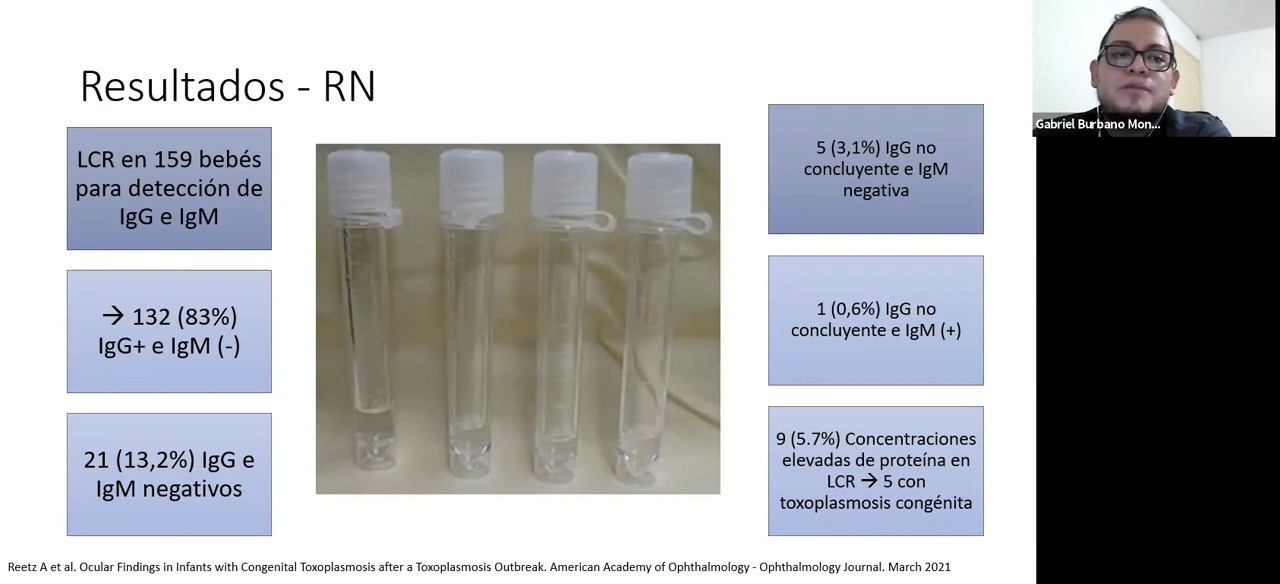 Resultados - RN
LCR en 159 bebés
para detección de
IgG e IgM
→ 132 (83%)
IgG+ e IgM (-)
21 (13,2%) IgG e
IgM negativos
5 (3,1%) IgG no
concluyente e IgM
negativa
1 (0,6%) IgG no
concluyente e IgM (+)
9 (5.7%) Concentraciones
elevadas de proteína en
LCR → 5 con
toxoplasmosis congénita
Gabriel Burbano Mon...
Reetz A et al. Ocular Findings in Infants with Congenital Toxoplasmosis after a Toxoplasmosis Outbreak. American Academy of Ophthalmology - Ophthalmology Journal. March 2021